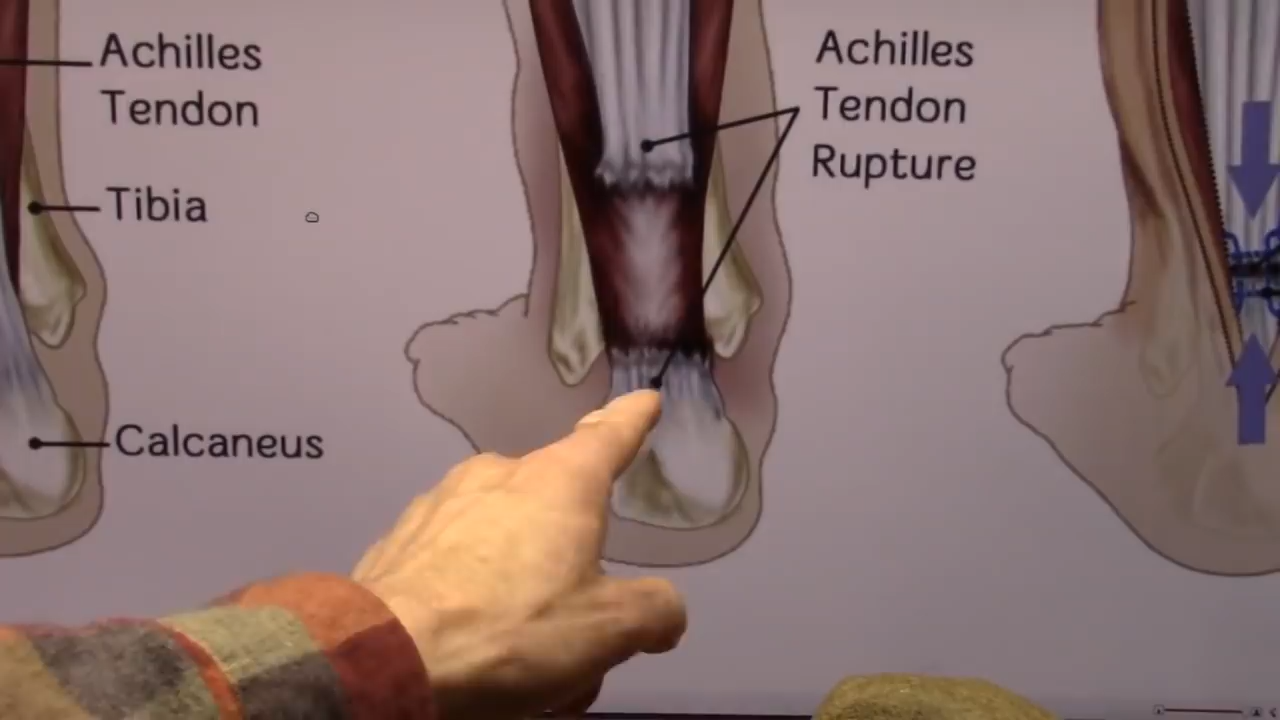 Achilles
Tendon
Tibia
Calcaneus
Achilles
Tendon
Rupture